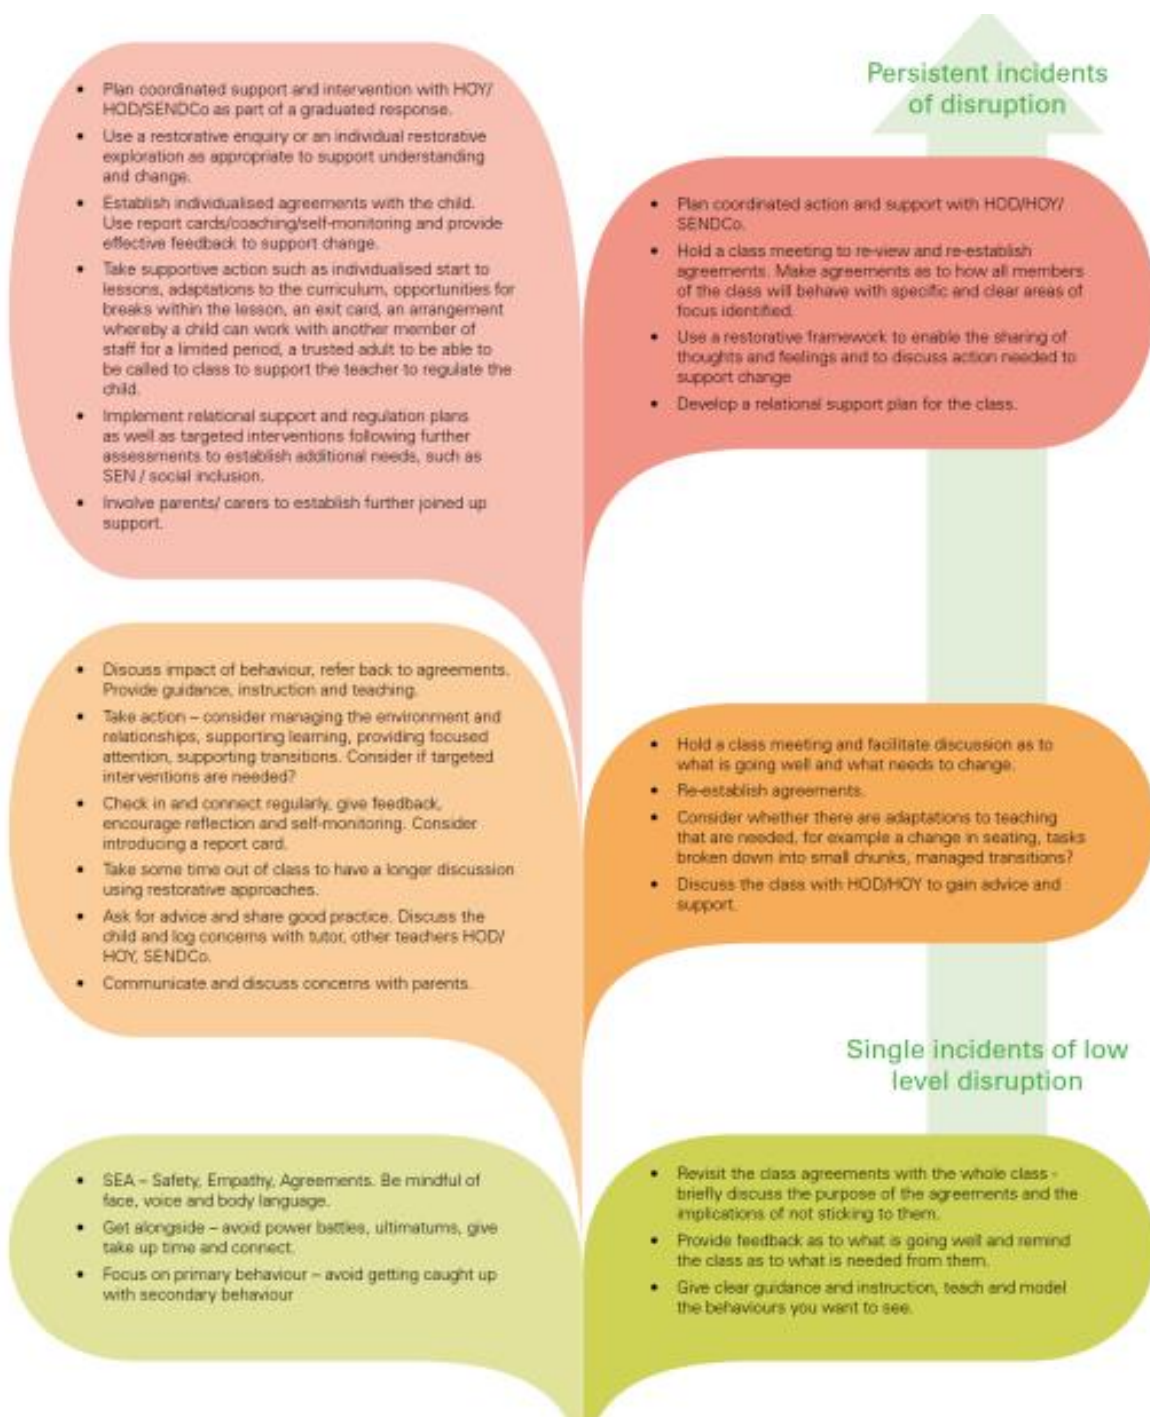 Persistent incidents
of disruption
• Plan coordinated support and intervention with HOY/
HOD/SENDCo as part of a graduated response.
• Use a restorative enquiry or an individual restorative
exploration as appropriate to support understanding
and change.
• Establish individualised agreements with the child.
Use report cards/coaching/self-monitoring and provide
effective feedback to support change.
• Take supportive action such as individualised start to
lessons, adaptations to the curriculum, opportunities for
breaks within the lesson, an exit card, an arrangement
whereby a child can work with another member of
staff for a limited period, a trusted adult to be able to
be called to class to support the teacher to regulate the
child.
• Implement relational support and regulation plans
as well as targeted interventions following further
assessments to establish additional needs, such as
SEN / social inclusion.
• Involve parents/ carers to establish further joined up
support.
• Plan coordinated action and support with HOD/HOY/
SENDCo.
• Hold a class meeting to re-view and re-establish
agreements. Make agreements as to how all members
of the class will behave with specific and clear areas of
focus identified.
• Use a restorative framework to enable the sharing of
thoughts and feelings and to discuss action needed to
support change
• Develop a relational support plan for the class.
• Discuss impact of behaviour, refer back to agreements.
Provide guidance, instruction and teaching.
• Take action – consider managing the environment and
relationships, supporting learning, providing focused
attention, supporting transitions. Consider if targeted
interventions are needed?
• Check in and connect regularly, give feedback,
encourage reflection and self-monitoring. Consider
introducing a report card.
• Take some time out of class to have a longer discussion
using restorative approaches.
• Ask for advice and share good practice. Discuss the
child and log concerns with tutor, other teachers HOD/
HOY, SENDCo.
• Communicate and discuss concerns with parents.
• Hold a class meeting and facilitate discussion as to
what is going well and what needs to change.
• Re-establish agreements.
• Consider whether there are adaptations to teaching
that are needed, for example a change in seating, tasks
broken down into small chunks, managed transitions?
• Discuss the class with HOD/HOY to gain advice and
support.
Single incidents of low
level disruption
• SEA – Safety, Empathy, Agreements. Be mindful of
face, voice and body language.
• Get alongside – avoid power battles, ultimatums, give
take up time and connect.
• Focus on primary behaviour – avoid getting caught up
with secondary behaviour
• Revisit the class agreements with the whole class -
briefly discuss the purpose of the agreements and the
implications of not sticking to them.
• Provide feedback as to what is going well and remind
the class as to what is needed from them.
• Give clear guidance and instruction, teach and model
the behaviours you want to see.